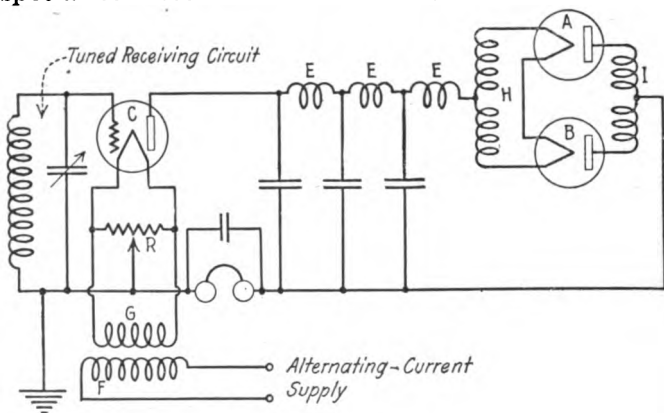 Tuned Receiving Circuit
C
R
G
F
Alternating-Current
Supply
E E E
H
A
B
I